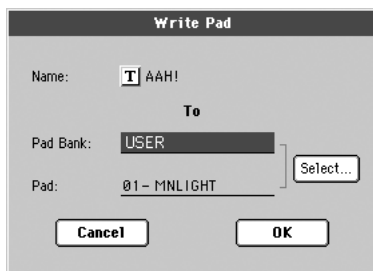 Write Pad
Name: T AAH!
To
Pad Bank: USER
Select...
Pad: 01- MNLIGHT
Cancel OK